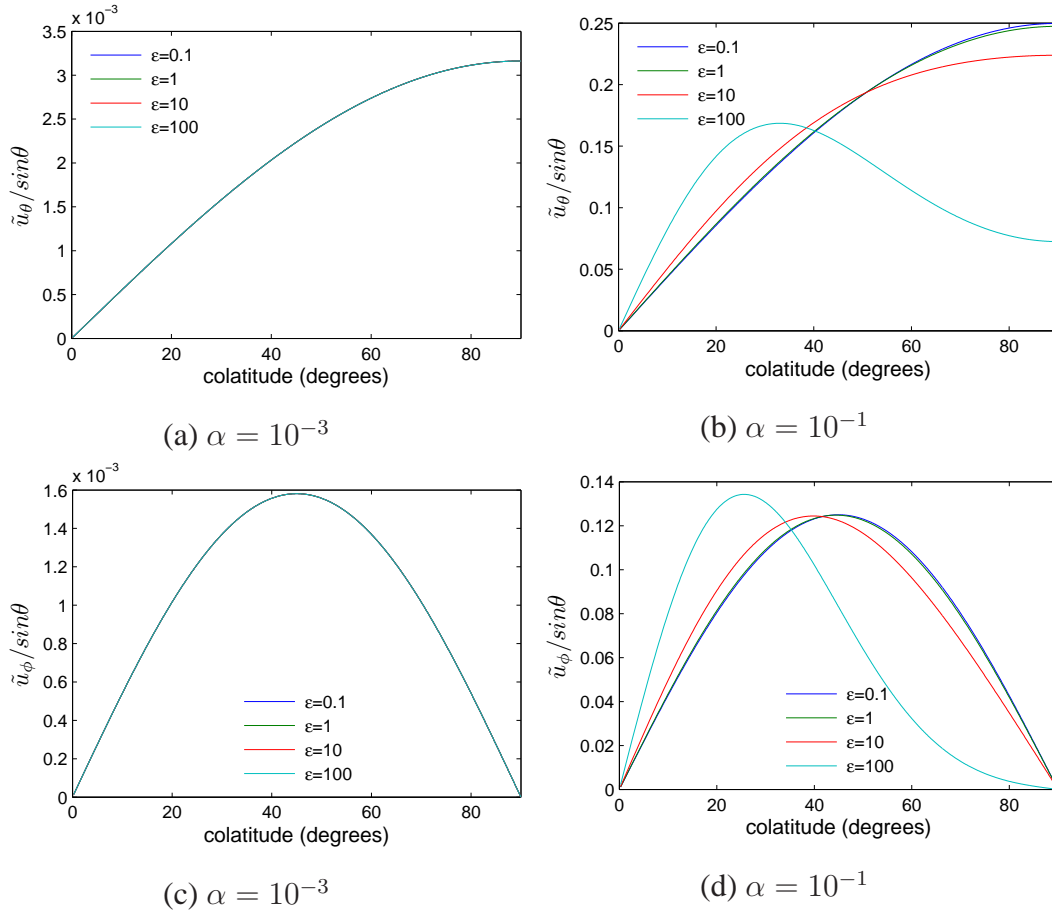 x 10⁻³
3.5
3
2.5
2
1.5
1
0.5
0
0 20 40 60 80
ũ_θ/sinθ
colatitude (degrees)
ε=0.1
ε=1
ε=10
ε=100
(a) α = 10⁻³
0.25
0.2
0.15
0.1
0.05
0
0 20 40 60 80
ũ_θ/sinθ
colatitude (degrees)
ε=0.1
ε=1
ε=10
ε=100
(b) α = 10⁻¹
x 10⁻³
1.6
1.4
1.2
1
0.8
0.6
0.4
0.2
0
0 20 40 60 80
ũ_ϕ/sinθ
colatitude (degrees)
ε=0.1
ε=1
ε=10
ε=100
(c) α = 10⁻³
0.14
0.12
0.1
0.08
0.06
0.04
0.02
0
0 20 40 60 80
ũ_ϕ/sinθ
colatitude (degrees)
ε=0.1
ε=1
ε=10
ε=100
(d) α = 10⁻¹